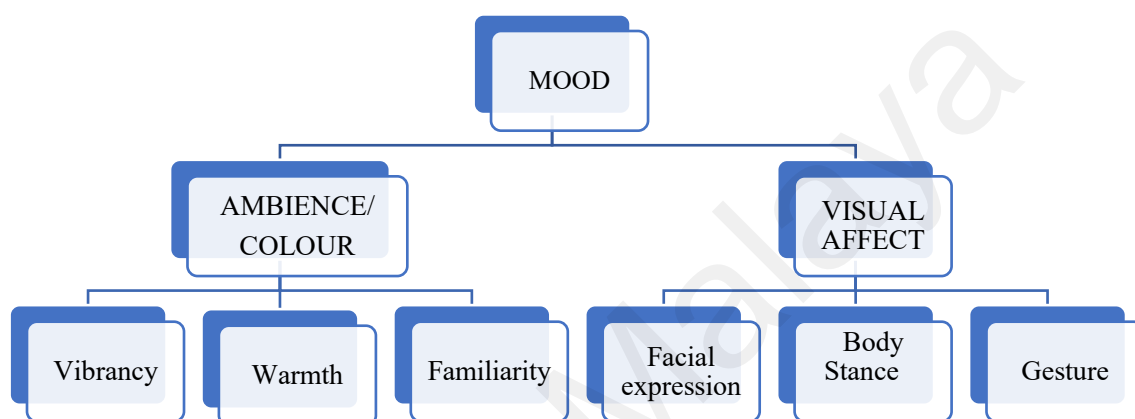 MOOD
AMBIENCE/
COLOUR
VISUAL
AFFECT
Vibrancy
Warmth
Familiarity
Facial
expression
Body
Stance
Gesture
Malaya